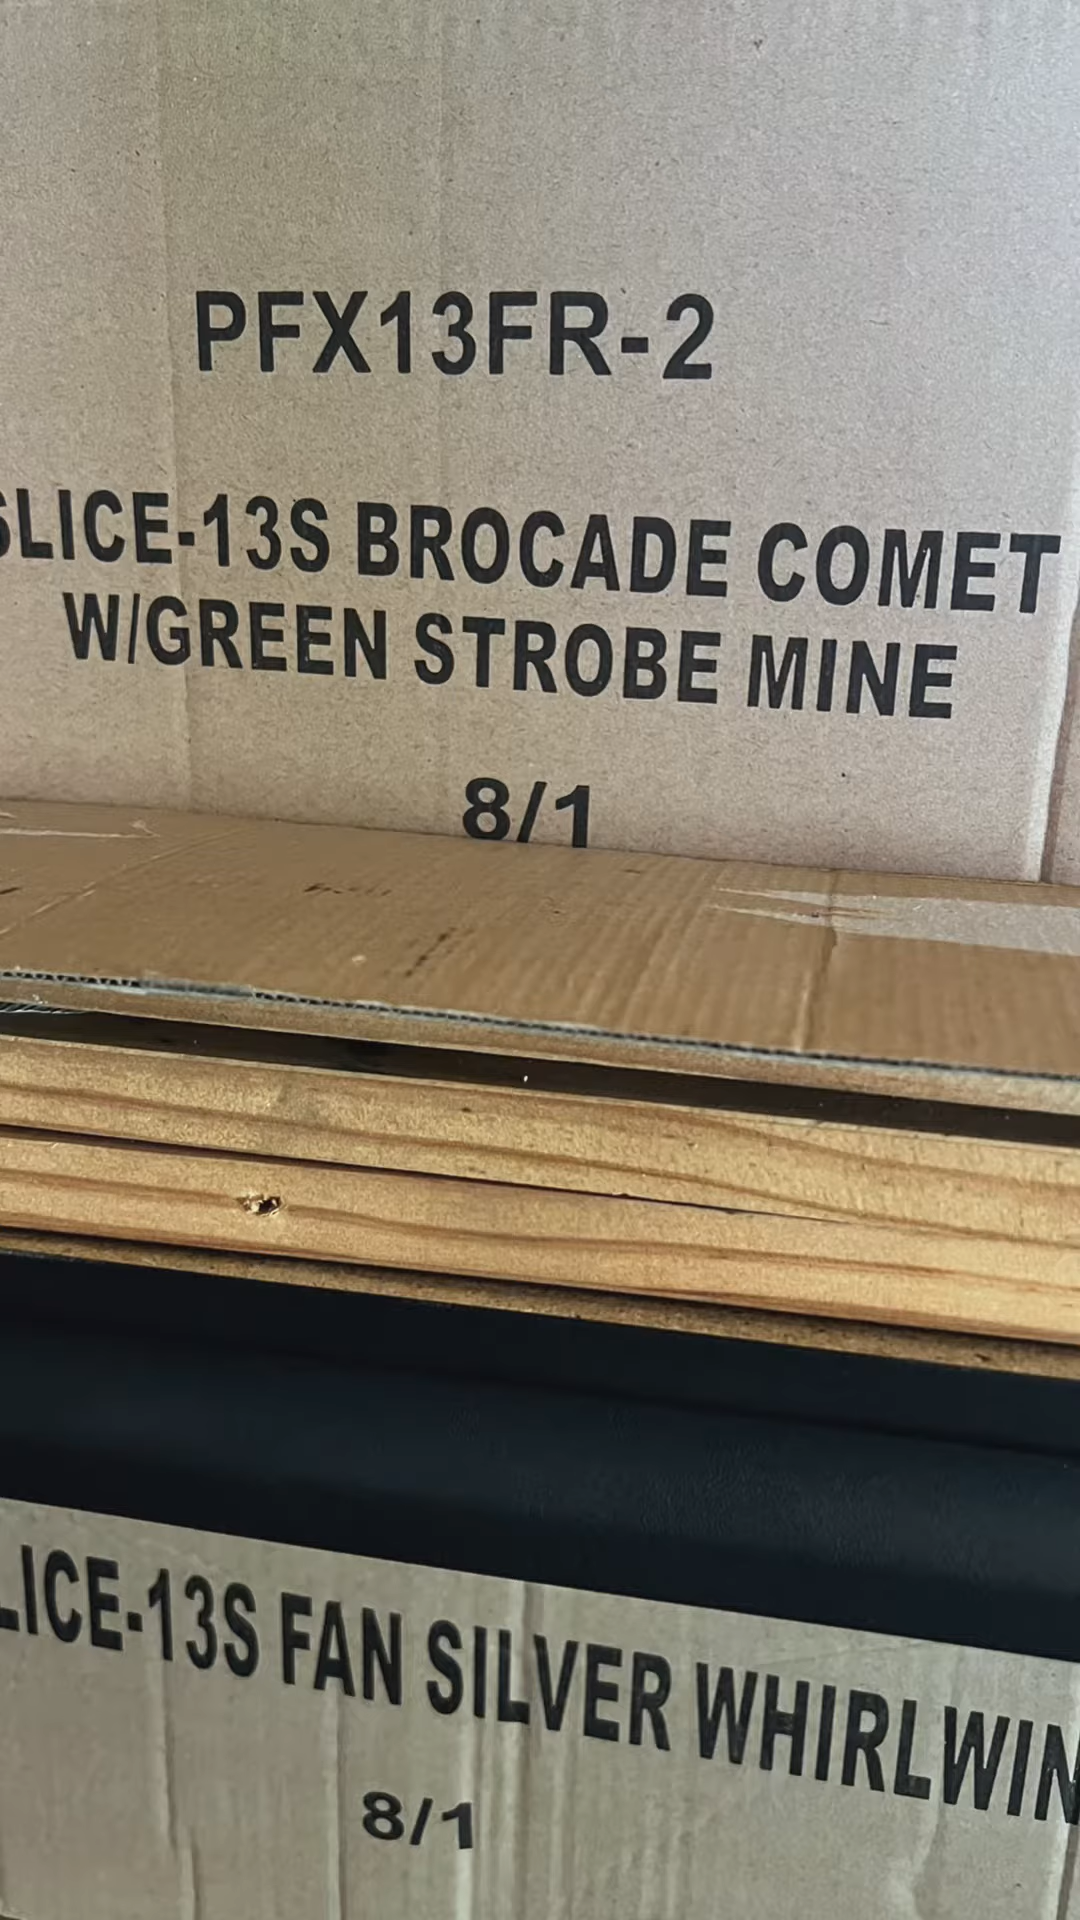 PFX13FR-2
SLICE-13S BROCADE COMET
W/GREEN STROBE MINE
8/1
LICE-13S FAN SILVER WHIRLWIN
8/1